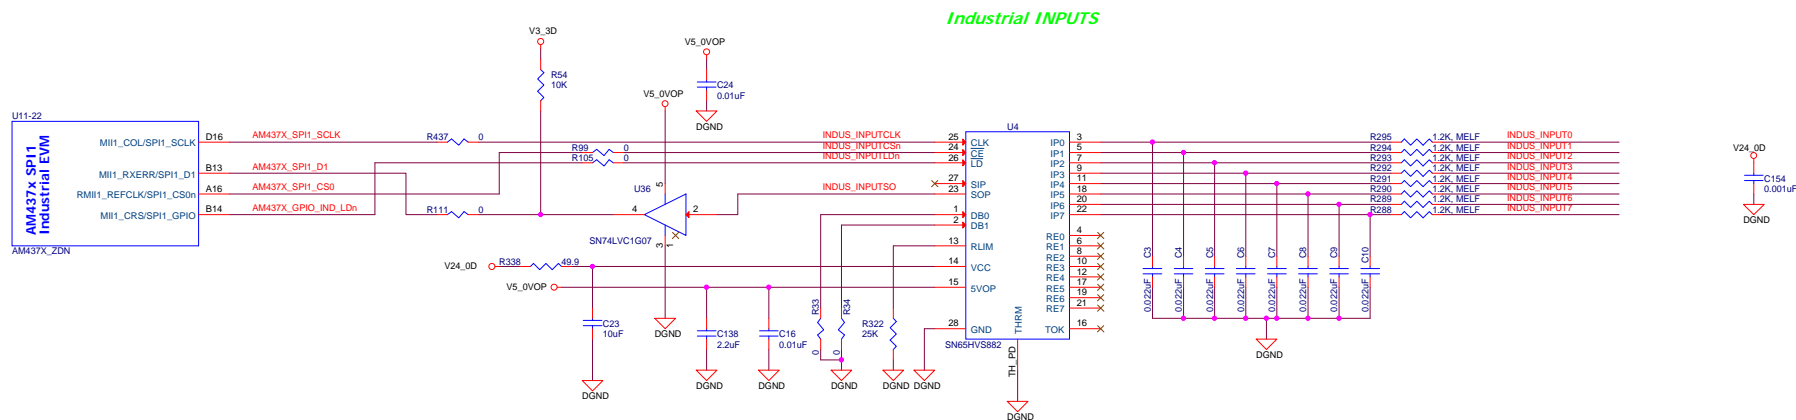 Industrial INPUTS
V3_3D
R54
10K
V5_0VOP
C24
0.01uF
DGND
V5_0VOP
U11-22
AM437x SPI1
Industrial EVM
MII1_COL/SPI1_SCLK
MII1_RXERR/SPI1_D1
RMII1_REFCLK/SPI1_CS0n
MII1_CRS/SPI1_GPIO
AM437X_ZDN
D16
B13
A16
B14
AM437X_SPI1_SCLK
AM437X_SPI1_D1
AM437X_SPI1_CS0
AM437X_GPIO_IND_LDn
R437 0
R99 0
R105 0
R111 0
U36
5
4
2
3
1
SN74LVC1G07
DGND
INDUS_INPUTCLK
INDUS_INPUTCSn
INDUS_INPUTLDn
INDUS_INPUTSO
V24_0D
R338 49.9
V5_0VOP
C23
10uF
DGND
C138
2.2uF
DGND
C16
0.01uF
DGND
R33
0
R34
0
DGND
R322
25K
DGND
DGND
U4
25 CLK
24 CE
26 LD
27 SIP
23 SOP
1 DB0
2 DB1
13 RLIM
14 VCC
15 5VOP
28 GND
THRM
SN65HVS882
TH_PD
DGND
IP0 3
IP1 5
IP2 7
IP3 9
IP4 11
IP5 18
IP6 20
IP7 22
RE0 4
RE1 6
RE2 8
RE3 10
RE4 12
RE5 17
RE6 19
RE7 21
TOK 16
R295 1.2K, MELF INDUS_INPUT0
R294 1.2K, MELF INDUS_INPUT1
R293 1.2K, MELF INDUS_INPUT2
R292 1.2K, MELF INDUS_INPUT3
R291 1.2K, MELF INDUS_INPUT4
R290 1.2K, MELF INDUS_INPUT5
R289 1.2K, MELF INDUS_INPUT6
R288 1.2K, MELF INDUS_INPUT7
C3
0.022uF
C4
0.022uF
C5
0.022uF
C6
0.022uF
C7
0.022uF
C8
0.022uF
C9
0.022uF
C10
0.022uF
DGND
V24_0D
C154
0.001uF
DGND